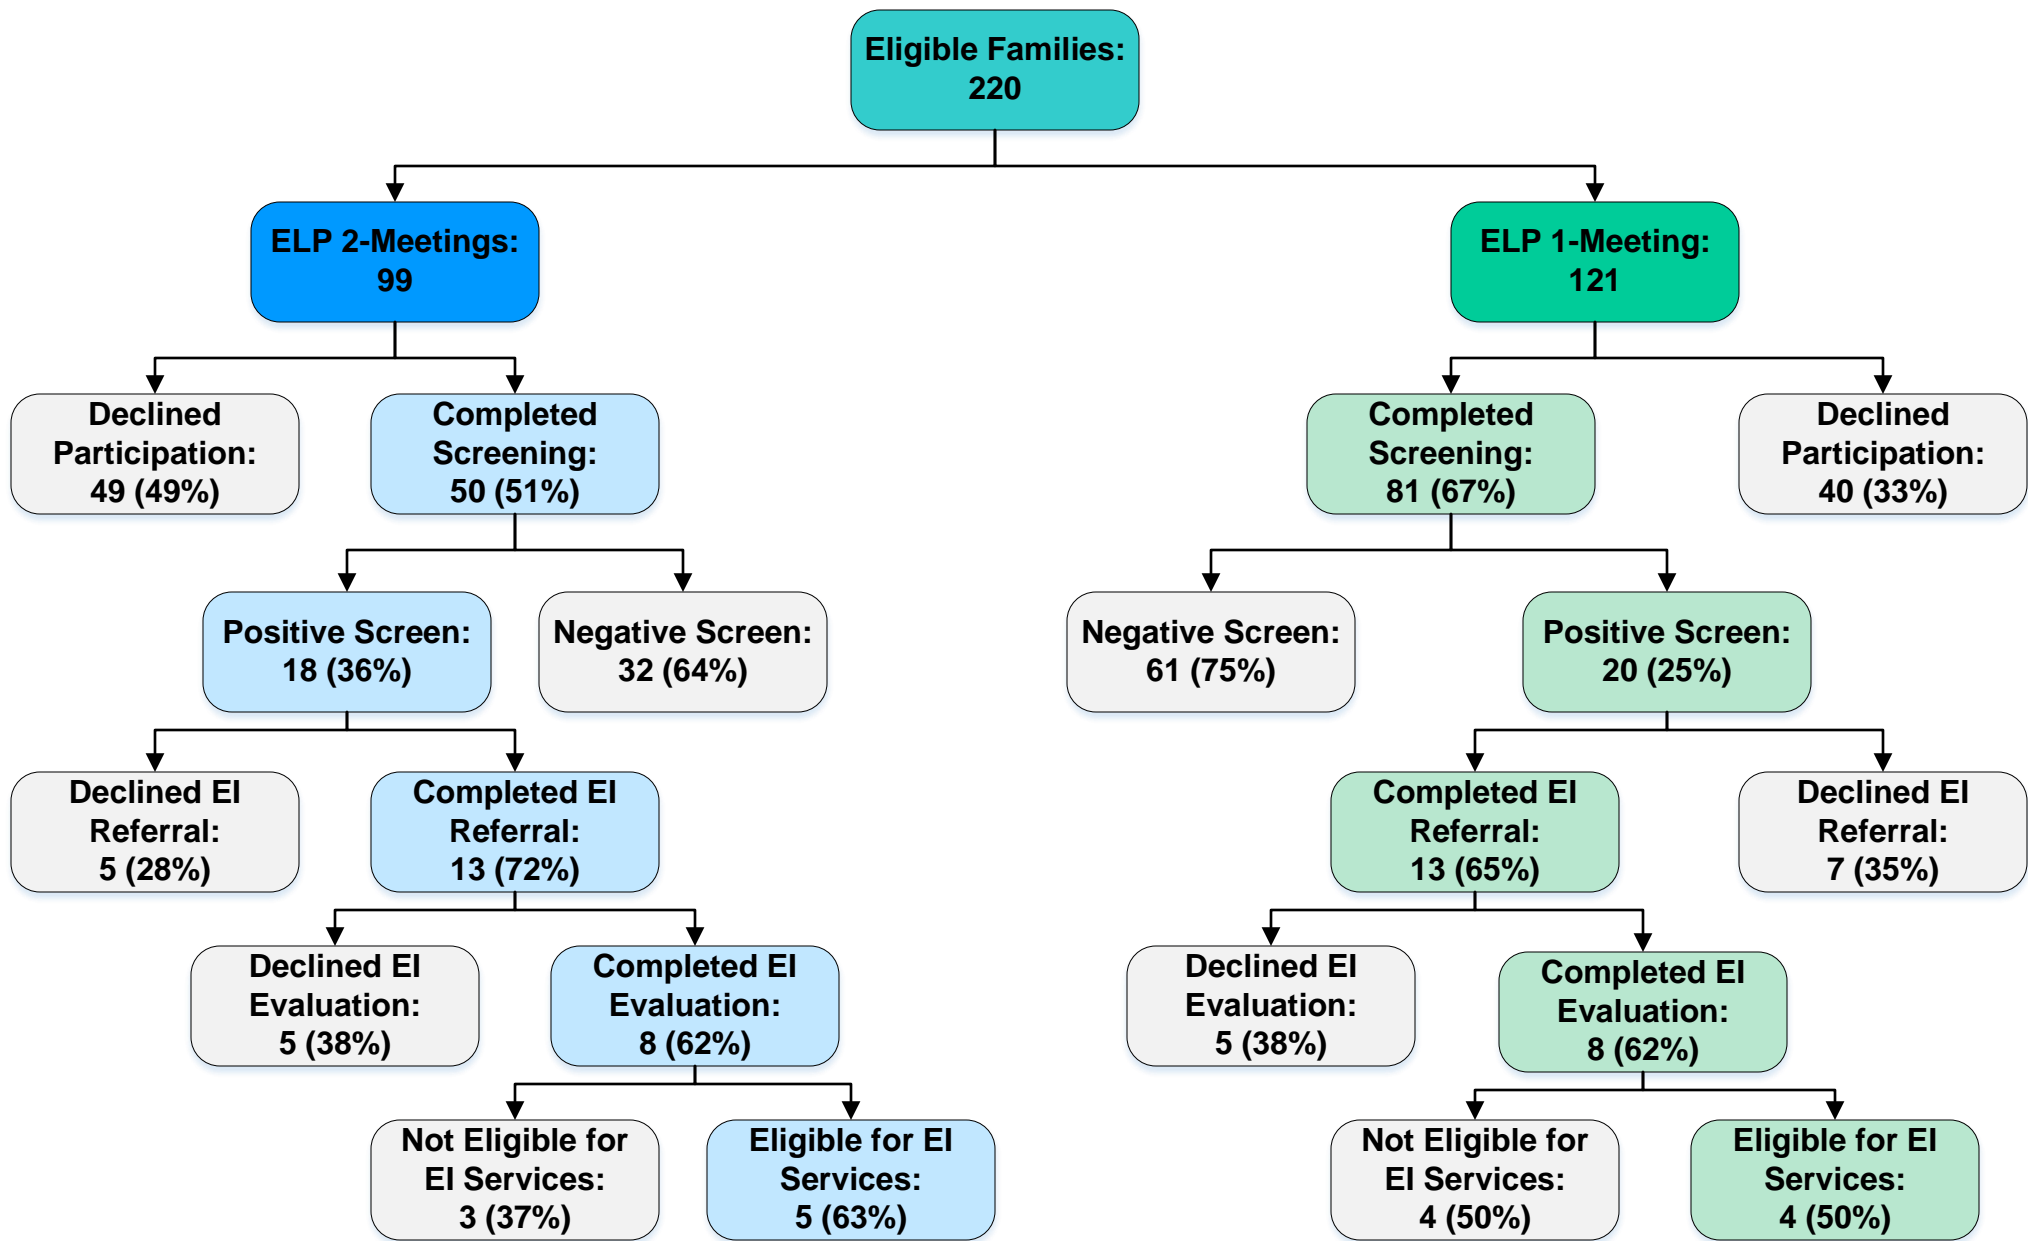 Eligible Families:
220
ELP 2-Meetings:
99
ELP 1-Meeting:
121
Declined
Participation:
49 (49%)
Completed
Screening:
50 (51%)
Completed
Screening:
81 (67%)
Declined
Participation:
40 (33%)
Positive Screen:
18 (36%)
Negative Screen:
32 (64%)
Negative Screen:
61 (75%)
Positive Screen:
20 (25%)
Declined EI
Referral:
5 (28%)
Completed EI
Referral:
13 (72%)
Completed EI
Referral:
13 (65%)
Declined EI
Referral:
7 (35%)
Declined EI
Evaluation:
5 (38%)
Completed EI
Evaluation:
8 (62%)
Declined EI
Evaluation:
5 (38%)
Completed EI
Evaluation:
8 (62%)
Not Eligible for
EI Services:
3 (37%)
Eligible for EI
Services:
5 (63%)
Not Eligible for
EI Services:
4 (50%)
Eligible for EI
Services:
4 (50%)